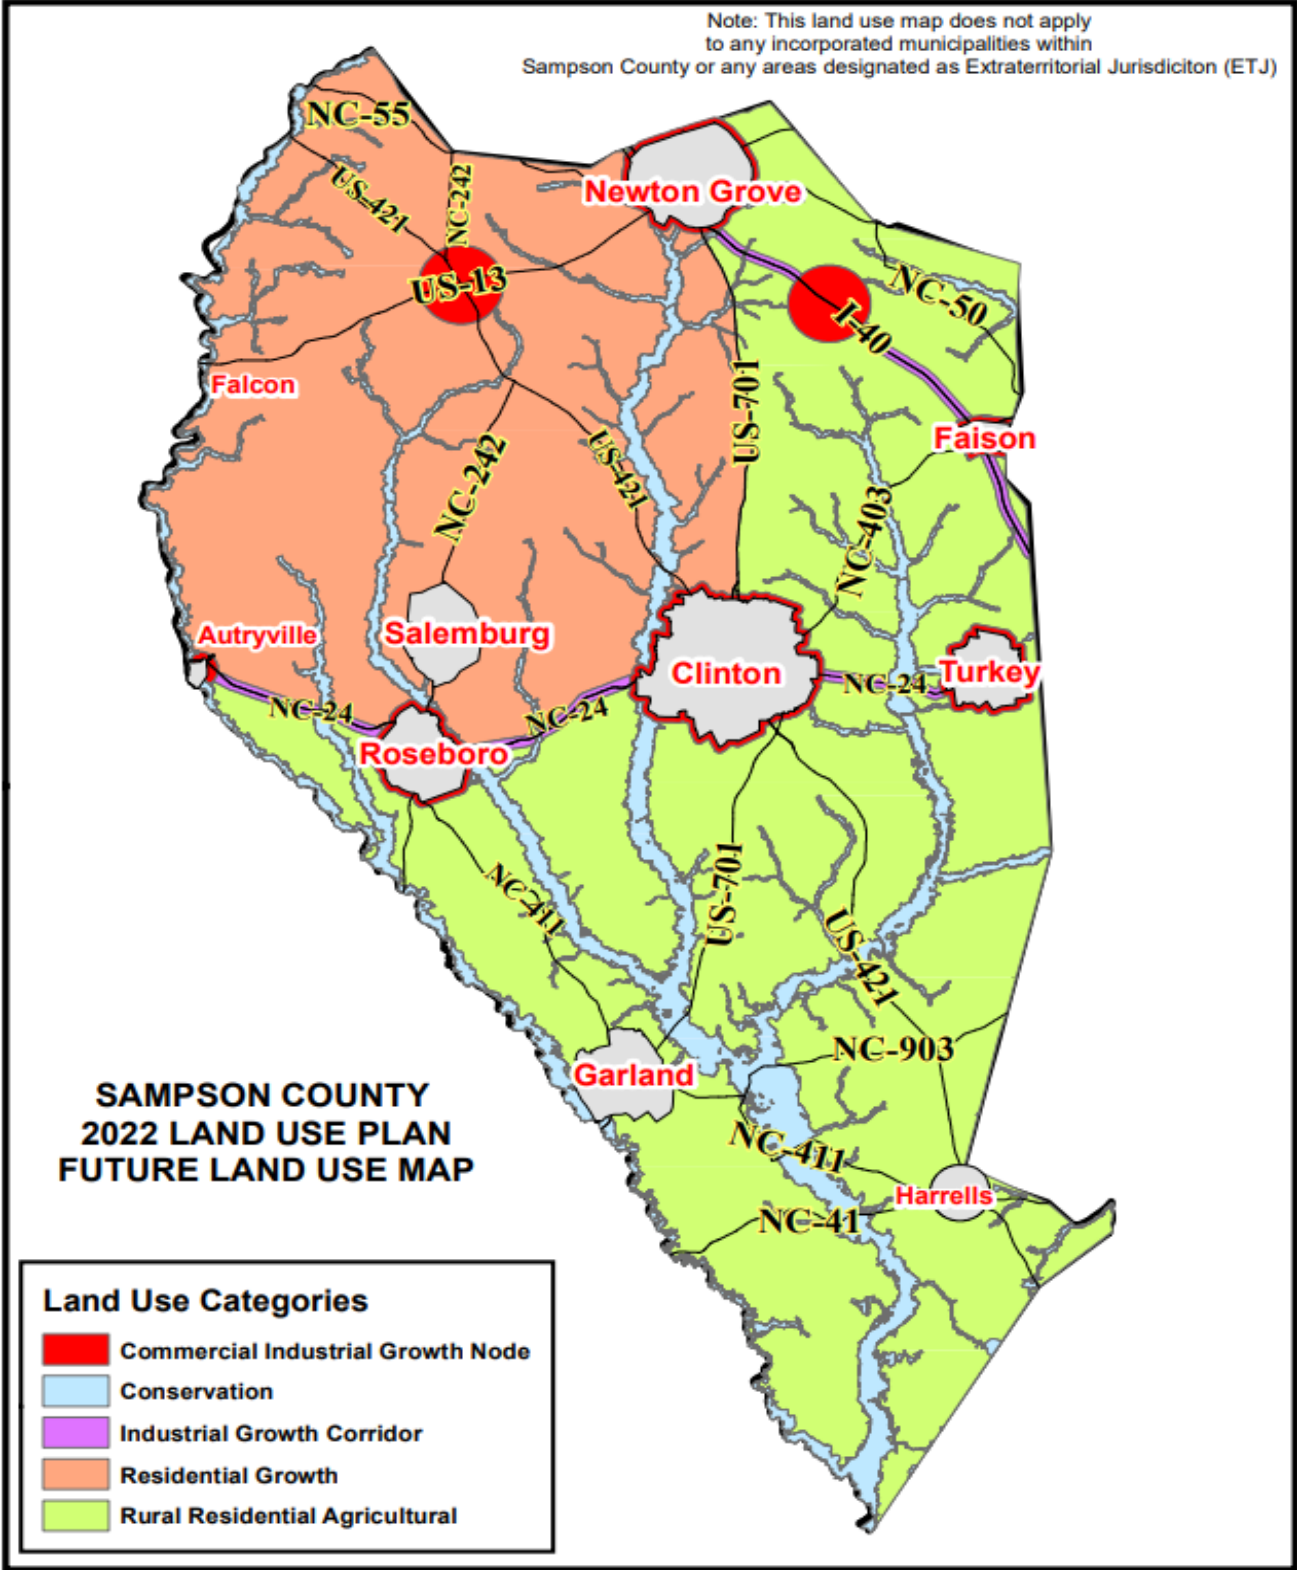 Note: This land use map does not apply
to any incorporated municipalities within
Sampson County or any areas designated as Extraterritorial Jurisdiciton (ETJ)
NC-55
US-421
NC-242
Newton Grove
US-13
NC-50
I-40
Falcon
US-701
Faison
US-421
NC-242
NC-403
Autryville
Salemburg
Clinton
Turkey
NC-24
NC-24
NC-24
Roseboro
NC-411
US-701
US-421
NC-903
Garland
NC-411
Harrells
NC-41
SAMPSON COUNTY
2022 LAND USE PLAN
FUTURE LAND USE MAP
Land Use Categories
Commercial Industrial Growth Node
Conservation
Industrial Growth Corridor
Residential Growth
Rural Residential Agricultural